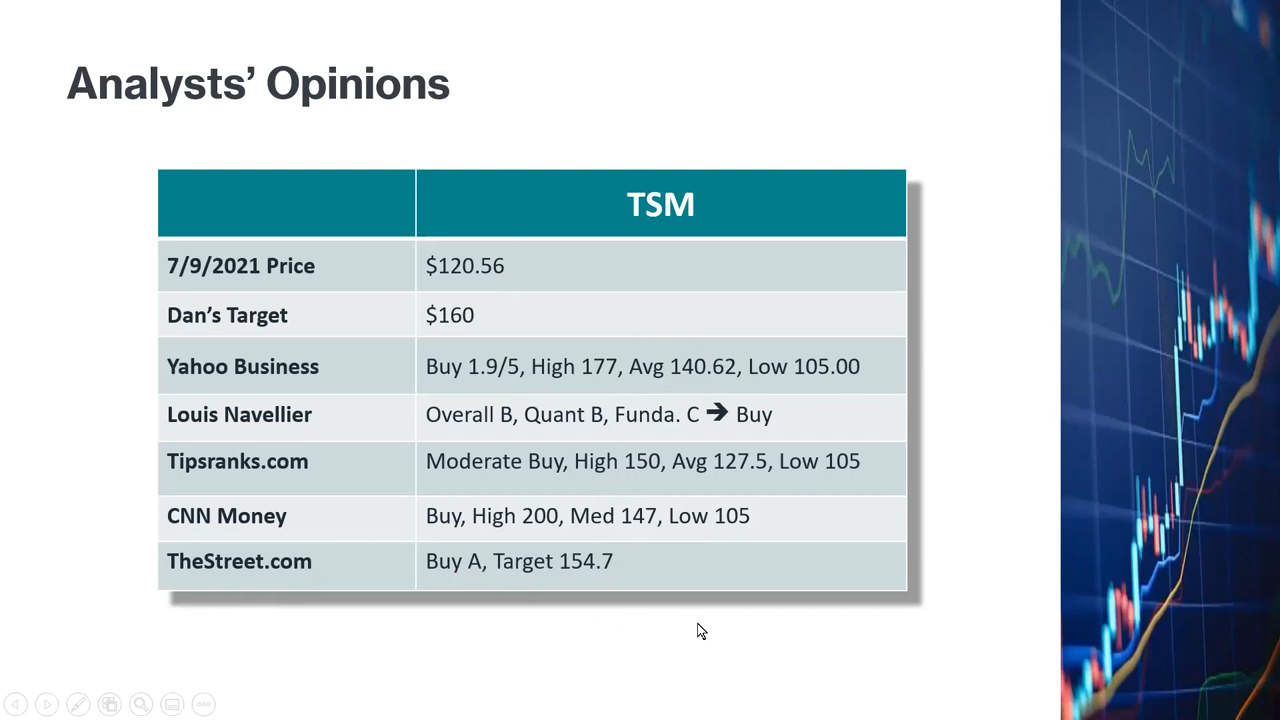 Analysts’ Opinions
TSM
7/9/2021 Price $120.56
Dan’s Target $160
Yahoo Business Buy 1.9/5, High 177, Avg 140.62, Low 105.00
Louis Navellier Overall B, Quant B, Funda. C ➔ Buy
Tipsranks.com Moderate Buy, High 150, Avg 127.5, Low 105
CNN Money Buy, High 200, Med 147, Low 105
TheStreet.com Buy A, Target 154.7